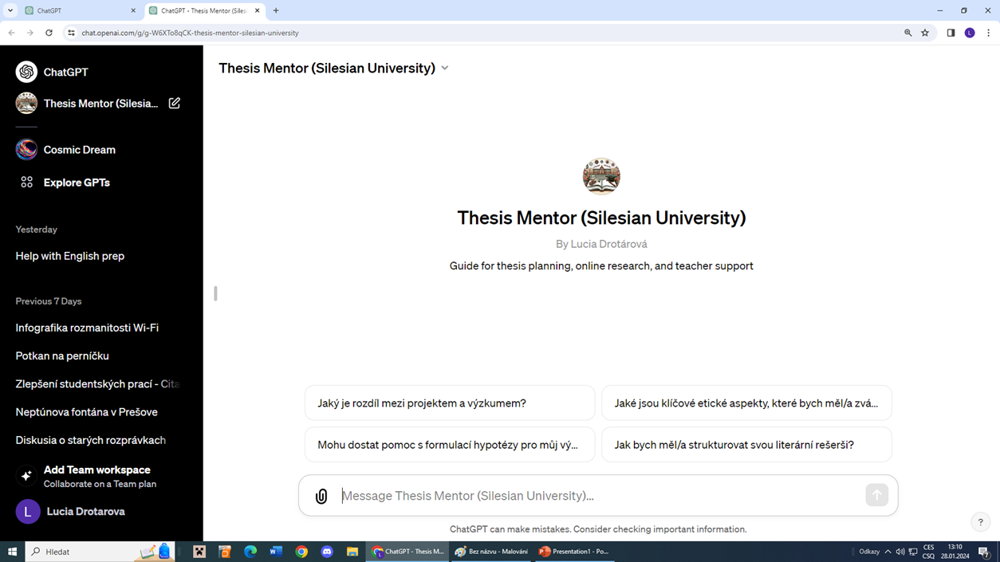 ChatGPT
ChatGPT - Thesis Mentor (Siles
chat.openai.com/g/g-W6XTo8qCK-thesis-mentor-silesian-university
L
ChatGPT
Thesis Mentor (Silesia...
Cosmic Dream
Explore GPTs
Yesterday
Help with English prep
Previous 7 Days
Infografika rozmanitosti Wi-Fi
Potkan na perníčku
Zlepšení studentských prací - Cita
Neptúnova fontána v Prešove
Diskusia o starých rozprávkach
Add Team workspace
Collaborate on a Team plan
L
Lucia Drotarova
Thesis Mentor (Silesian University)
Thesis Mentor (Silesian University)
By Lucia Drotárová
Guide for thesis planning, online research, and teacher support
Jaký je rozdíl mezi projektem a výzkumem?
Jaké jsou klíčové etické aspekty, které bych měl/a zvá...
Mohu dostat pomoc s formulací hypotézy pro můj vý...
Jak bych měl/a strukturovat svou literární rešerši?
Message Thesis Mentor (Silesian University)...
ChatGPT can make mistakes. Consider checking important information.
?
Hledat
ChatGPT - Thesis M...
Bez názvu - Malování
Presentation1 - Po...
Odkazy
CES
CSQ
13:10
28.01.2024
7